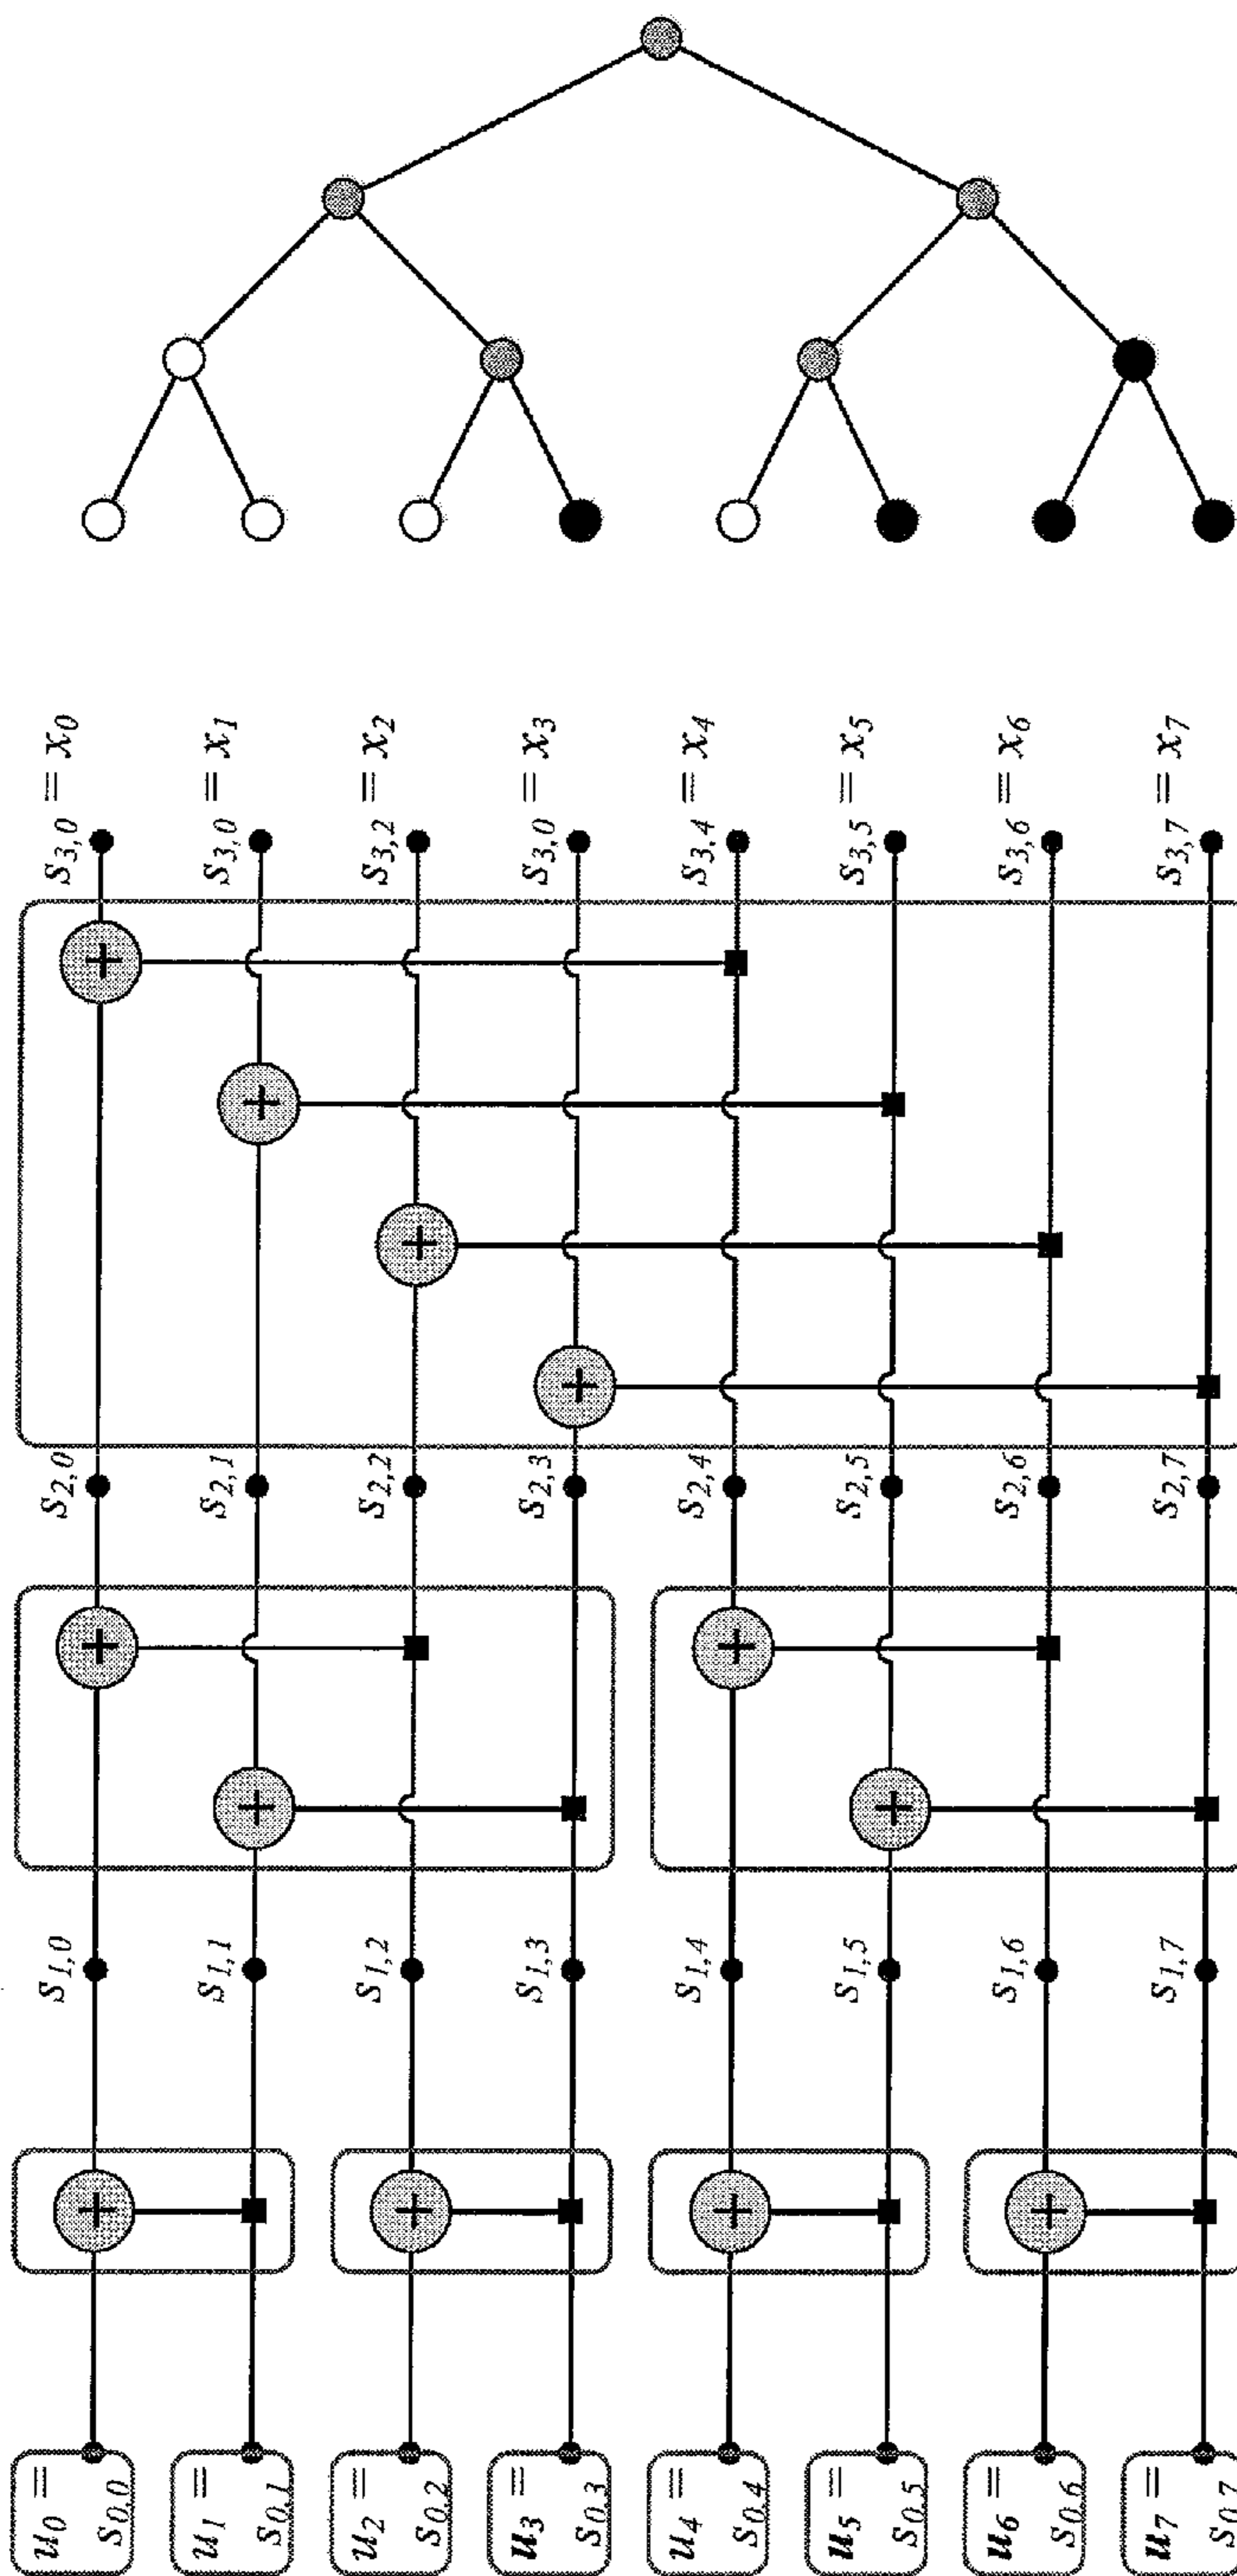 s3,0 = x0
s3,0 = x1
s3,2 = x2
s3,0 = x3
s3,4 = x4
s3,5 = x5
s3,6 = x6
s3,7 = x7
+
+
+
+
s2,0
s2,1
s2,2
s2,3
s2,4
s2,5
s2,6
s2,7
+ +
+ +
s1,0
s1,1
s1,2
s1,3
s1,4
s1,5
s1,6
s1,7
+ + + +
u0 =
s0,0
u1 =
s0,1
u2 =
s0,2
u3 =
s0,3
u4 =
s0,4
u5 =
s0,5
u6 =
s0,6
u7 =
s0,7